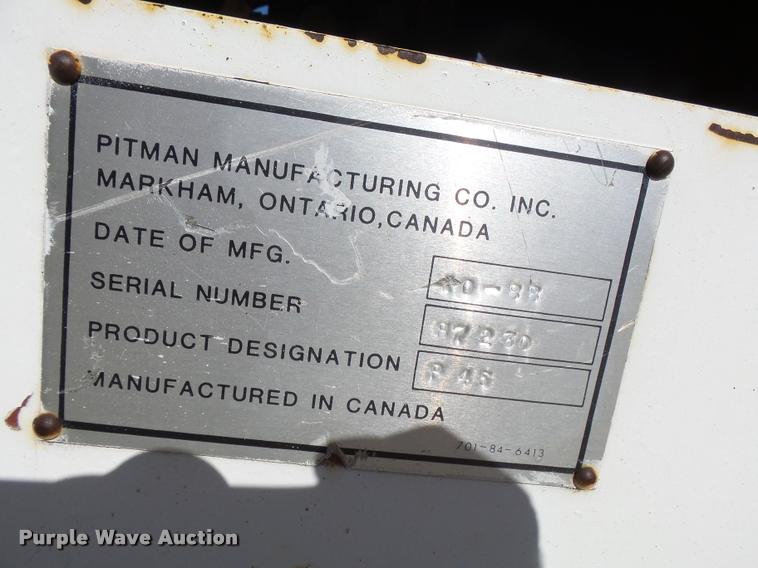 PITMAN MANUFACTURING CO. INC.
MARKHAM, ONTARIO, CANADA
DATE OF MFG.
SERIAL NUMBER
PRODUCT DESIGNATION P 45
MANUFACTURED IN CANADA
701-84-6413
Purple Wave Auction